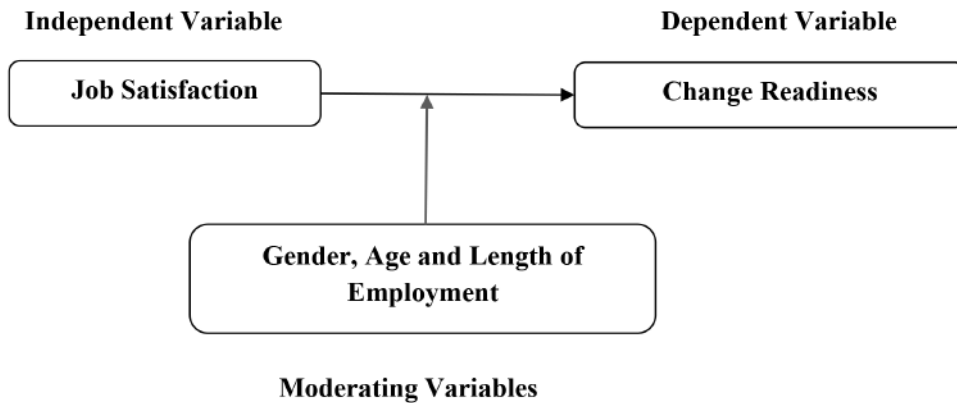 Independent Variable
Dependent Variable
Job Satisfaction
Change Readiness
Gender, Age and Length of
Employment
Moderating Variables